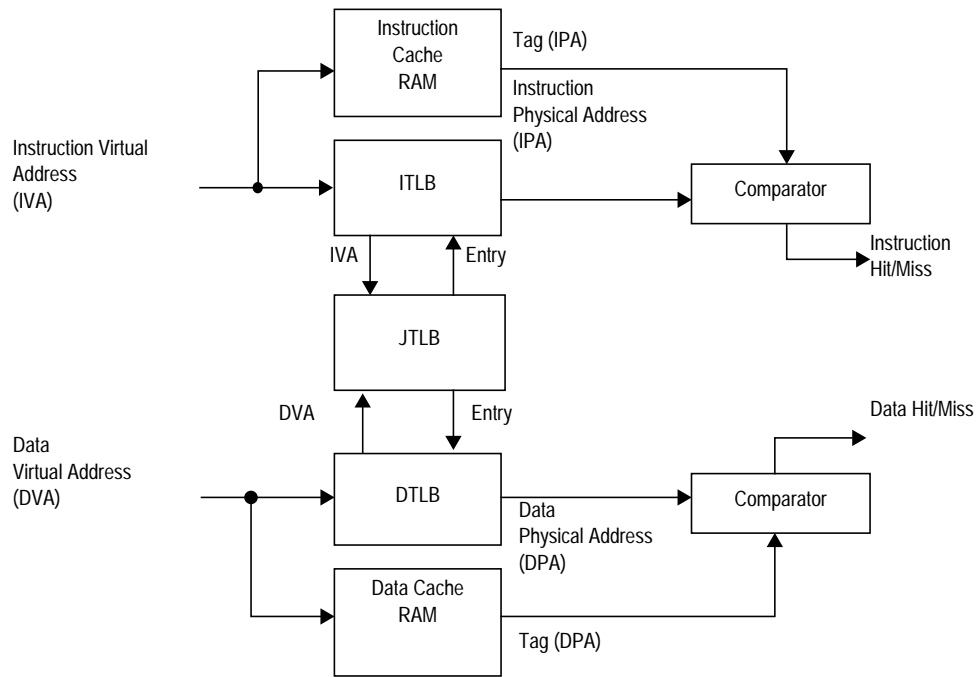 Instruction
Cache
RAM
Tag (IPA)
Instruction
Physical Address
(IPA)
Instruction Virtual
Address
(IVA)
ITLB
Comparator
IVA
Entry
Instruction
Hit/Miss
JTLB
DVA
Entry
Data Hit/Miss
Data
Virtual Address
(DVA)
DTLB
Comparator
Data
Physical Address
(DPA)
Data Cache
RAM
Tag (DPA)